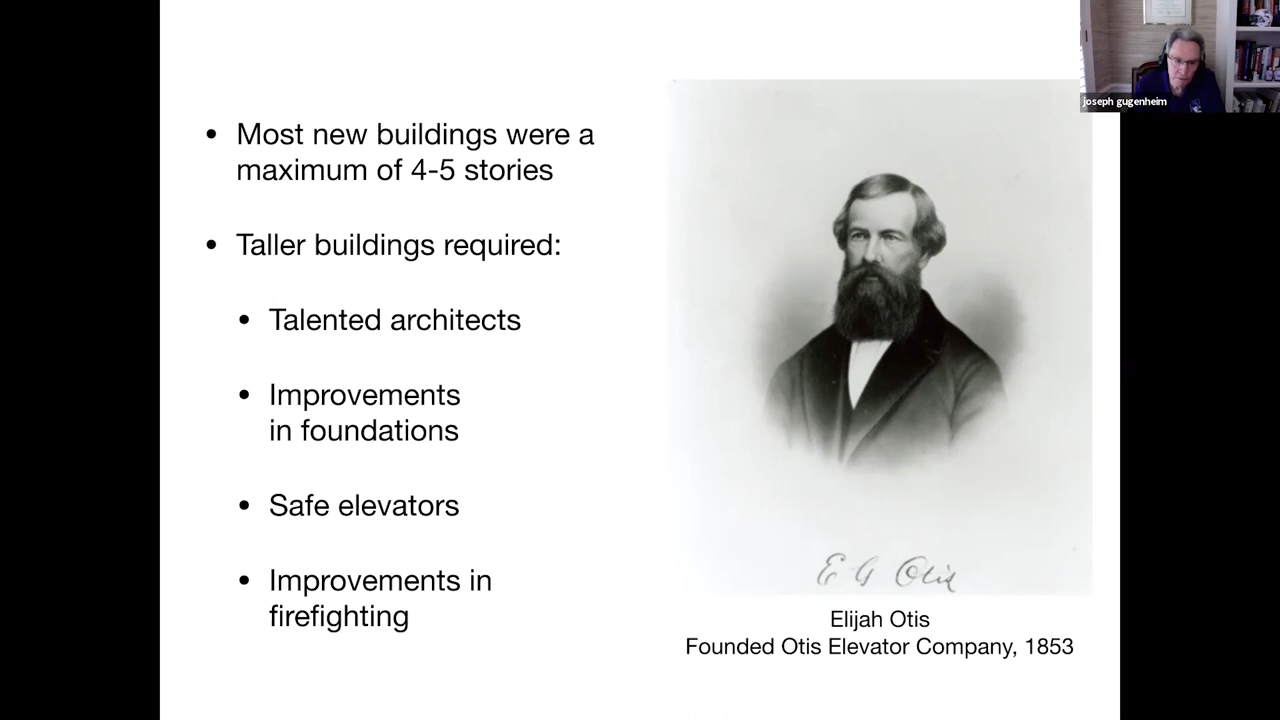 • Most new buildings were a
maximum of 4-5 stories
• Taller buildings required:
• Talented architects
• Improvements
in foundations
• Safe elevators
• Improvements in
firefighting
E G Otis
Elijah Otis
Founded Otis Elevator Company, 1853
joseph gugenheim